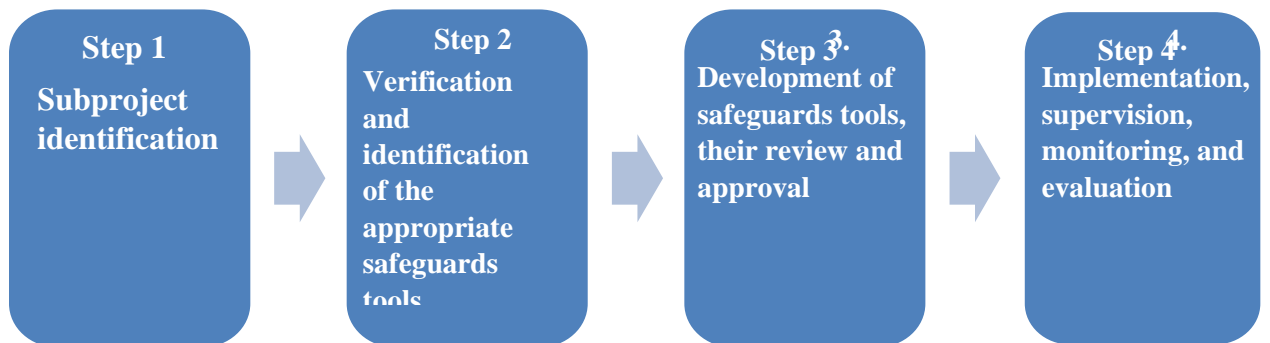 Step 1
Subproject
identification
Step 2
Verification
and
identification
of the
appropriate
safeguards
tools
3.
Step 3
Development of
safeguards tools,
their review and
approval
4.
Step 4
Implementation,
supervision,
monitoring, and
evaluation